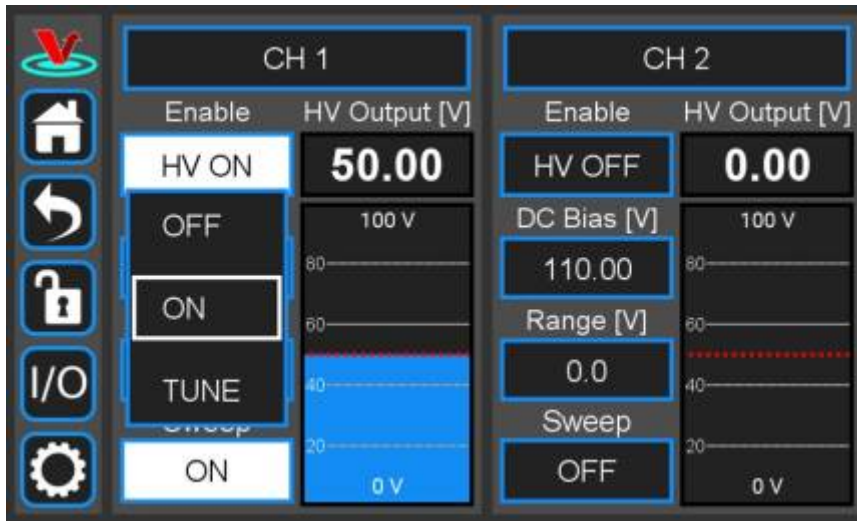 CH 1
Enable
HV Output [V]
HV ON
50.00
OFF
ON
TUNE
100 V
80
60
40
20
0 V
Sweep
ON
CH 2
Enable
HV Output [V]
HV OFF
0.00
DC Bias [V]
110.00
Range [V]
0.0
Sweep
OFF
100 V
80
60
40
20
0 V
I/O